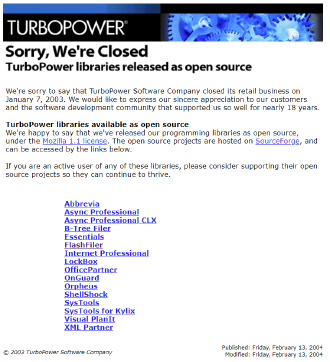 TURBOPOWER®
Sorry, We're Closed
TurboPower libraries released as open source
We're sorry to say that TurboPower Software Company closed its retail business on
January 7, 2003. We would like to express our sincere appreciation to our customers
and the software development community that supported us so well for nearly 18 years.
TurboPower libraries available as open source
We're happy to say that we've released our programming libraries as open source,
under the Mozilla 1.1 license. The open source projects are hosted on SourceForge, and
can be accessed by the links below.
If you are an active user of any of these libraries, please consider supporting their open
source projects so they can continue to thrive.
Abbrevia
Async Professional
Async Professional CLX
B-Tree Filer
Essentials
FlashFiler
Internet Professional
LockBox
OfficePartner
OnGuard
Orpheus
ShellShock
SysTools
SysTools for Kylix
Visual PlanIt
XML Partner
© 2003 TurboPower Software Company
Published: Friday, February 13, 2004
Modified: Friday, February 13, 2004